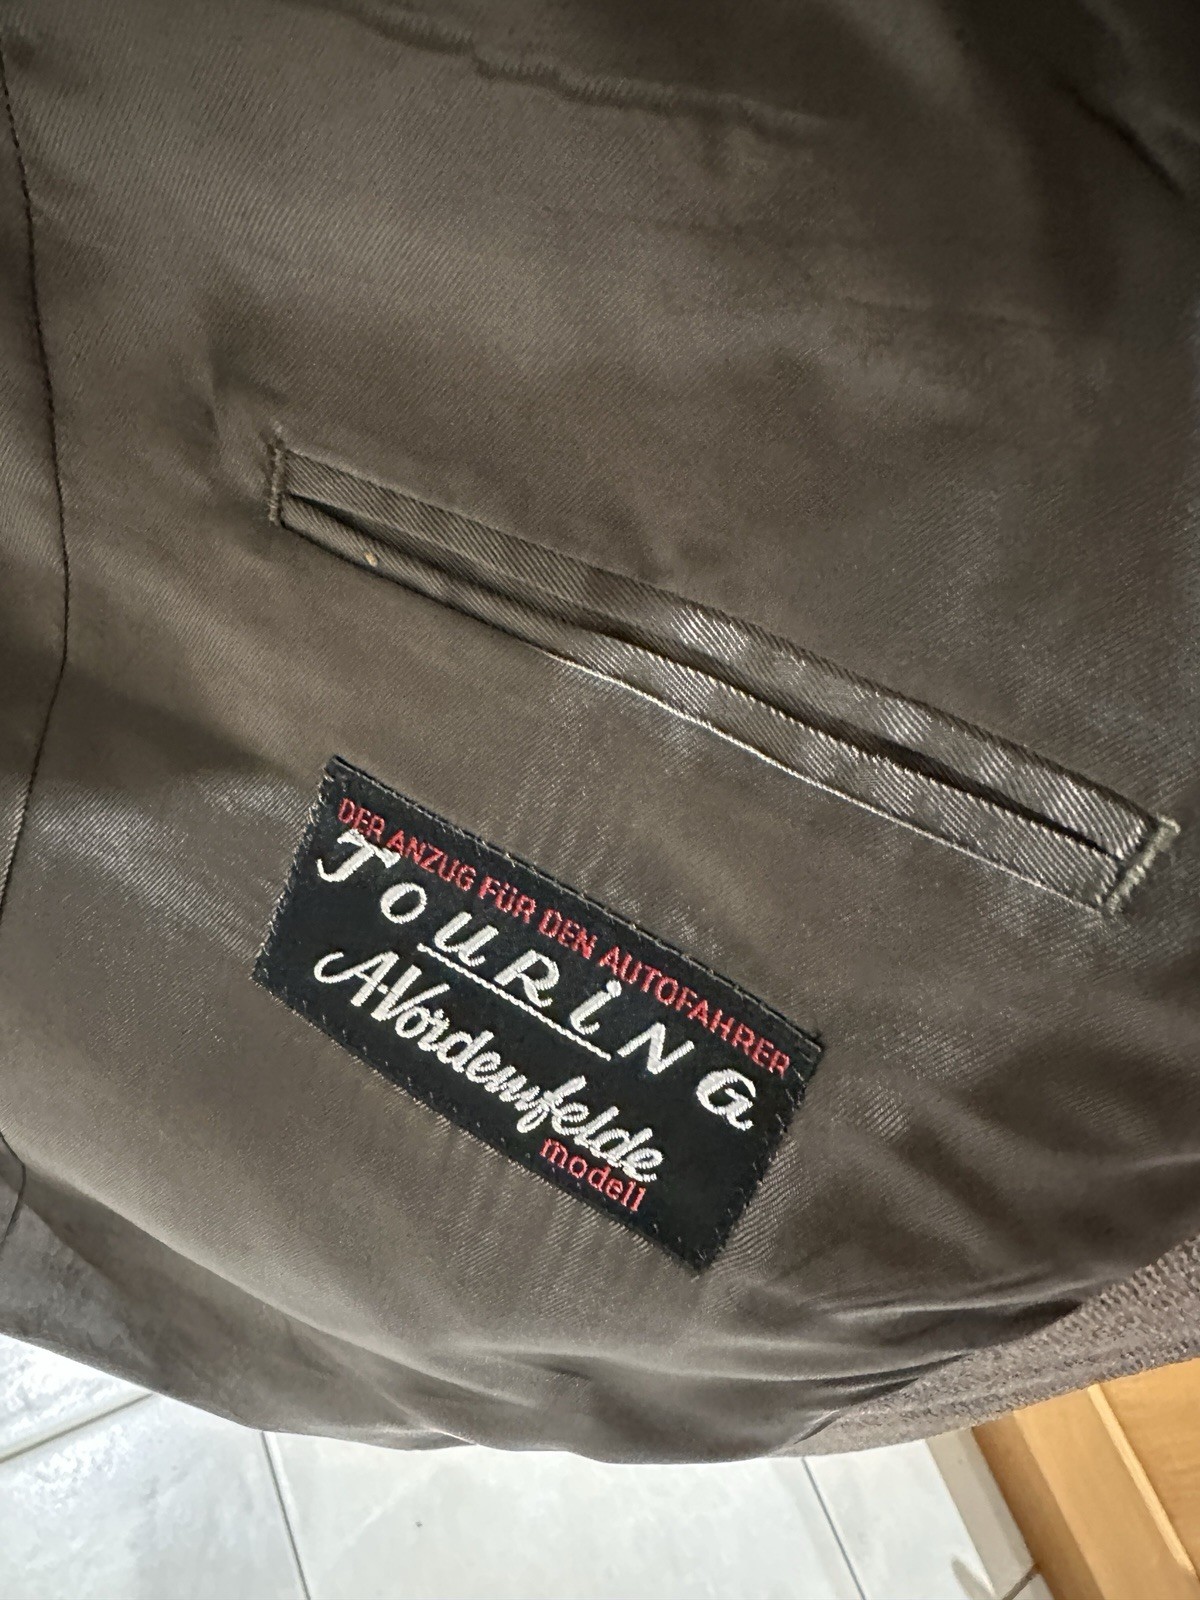 DER ANZUG FÜR DEN AUTOFAHRER
TOURING
A·Vordemfelde
modell